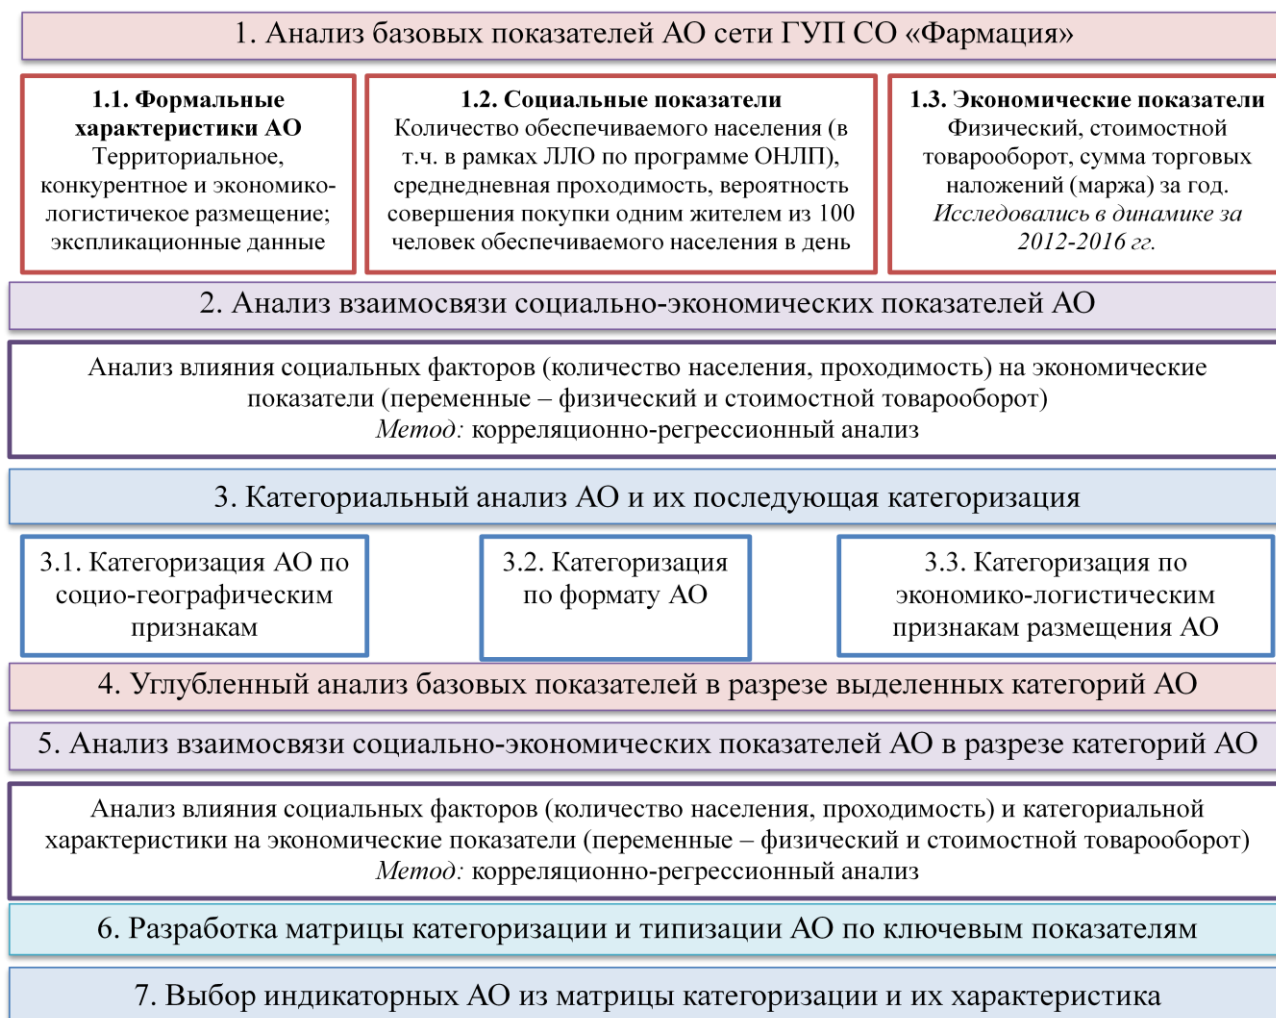 1. Анализ базовых показателей АО сети ГУП СО «Фармация»
1.1. Формальные
характеристики АО
Территориальное,
конкурентное и экономико-
логистичекое размещение;
экспликационные данные
1.2. Социальные показатели
Количество обеспечиваемого населения (в
т.ч. в рамках ЛЛО по программе ОНЛП),
среднедневная проходимость, вероятность
совершения покупки одним жителем из 100
человек обеспечиваемого населения в день
1.3. Экономические показатели
Физический, стоимостной
товарооборот, сумма торговых
наложений (маржа) за год.
Исследовались в динамике за
2012-2016 гг.
2. Анализ взаимосвязи социально-экономических показателей АО
Анализ влияния социальных факторов (количество населения, проходимость) на экономические
показатели (переменные – физический и стоимостной товарооборот)
Метод: корреляционно-регрессионный анализ
3. Категориальный анализ АО и их последующая категоризация
3.1. Категоризация АО по
социо-географическим
признакам
3.2. Категоризация
по формату АО
3.3. Категоризация по
экономико-логистическим
признакам размещения АО
4. Углубленный анализ базовых показателей в разрезе выделенных категорий АО
5. Анализ взаимосвязи социально-экономических показателей АО в разрезе категорий АО
Анализ влияния социальных факторов (количество населения, проходимость) и категориальной
характеристики на экономические показатели (переменные – физический и стоимостной товарооборот)
Метод: корреляционно-регрессионный анализ
6. Разработка матрицы категоризации и типизации АО по ключевым показателям
7. Выбор индикаторных АО из матрицы категоризации и их характеристика